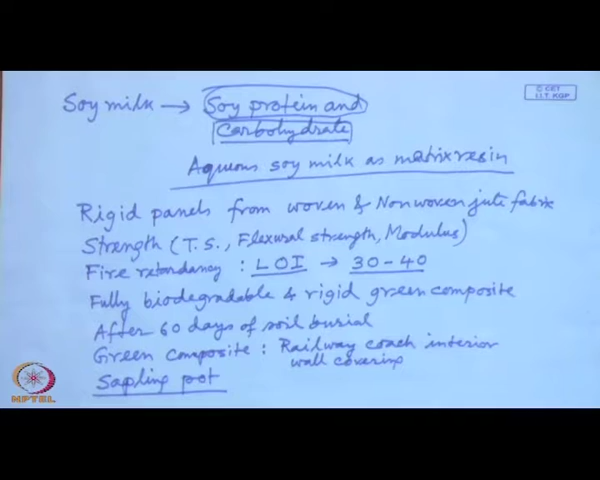 © CET
I.I.T. KGP
Soy milk → Soy protein and
Carbohydrate
Aqueous soy milk as matrix resin
Rigid panels from woven & Nonwoven jute fabric
Strength (T.S., Flexural strength, Modulus)
Fire retardancy : LOI → 30-40
Fully biodegradable & rigid green composite
After 60 days of soil burial
Green composite : Railway coach interior
wall covering
Sapling pot
NPTEL